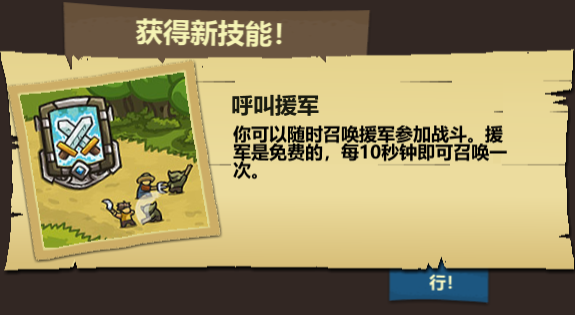 获得新技能！
呼叫援军
你可以随时召唤援军参加战斗。援
军是免费的，每10秒钟即可召唤一
次。
行！